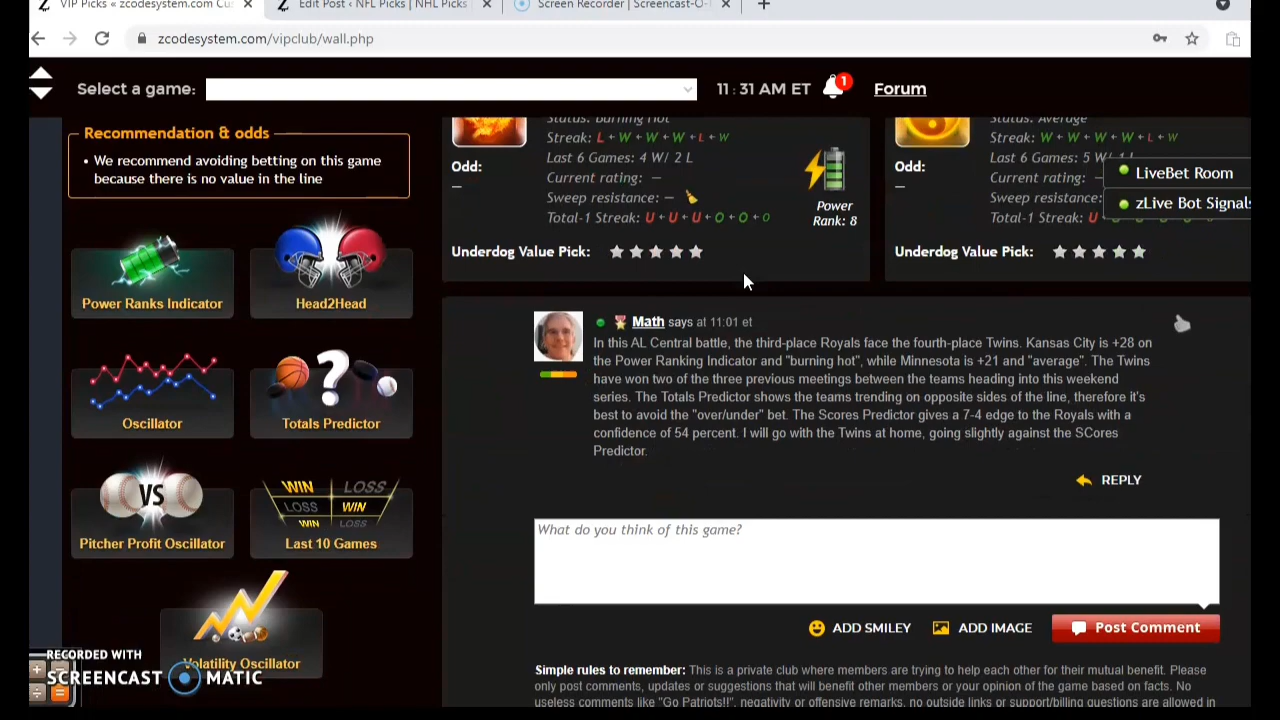 VIP Picks « zcodesystem.com Cus
Edit Post ‹ NFL Picks | NHL Picks
Screen Recorder | Screencast-O-
zcodesystem.com/vipclub/wall.php
Select a game:
11:31 AM ET
1
Forum
Recommendation & odds
• We recommend avoiding betting on this game
because there is no value in the line
Power Ranks Indicator
Head2Head
Oscillator
Totals Predictor
VS
Pitcher Profit Oscillator
WIN LOSS
LOSS WIN
WIN LOSS
Last 10 Games
Volatility Oscillator
RECORDED WITH
SCREENCAST MATIC
Status: Burning Hot
Odd:
—
Streak: L + W + W + W + L + W
Last 6 Games: 4 W/ 2 L
Current rating: —
Sweep resistance: —
Total-1 Streak: U + U + U + O + O + O
Power
Rank: 8
Underdog Value Pick:
Status: Average
Odd:
—
Streak: W + W + W + W + L + W
Last 6 Games: 5 W/ 1 L
Current rating: —
Sweep resistance:
Total-1 Streak: U
LiveBet Room
zLive Bot Signals
Underdog Value Pick:
Math says at 11:01 et
In this AL Central battle, the third-place Royals face the fourth-place Twins. Kansas City is +28 on
the Power Ranking Indicator and "burning hot", while Minnesota is +21 and "average". The Twins
have won two of the three previous meetings between the teams heading into this weekend
series. The Totals Predictor shows the teams trending on opposite sides of the line, therefore it's
best to avoid the "over/under" bet. The Scores Predictor gives a 7-4 edge to the Royals with a
confidence of 54 percent. I will go with the Twins at home, going slightly against the SCores
Predictor.
REPLY
What do you think of this game?
ADD SMILEY
ADD IMAGE
Post Comment
Simple rules to remember: This is a private club where members are trying to help each other for their mutual benefit. Please
only post comments, updates or suggestions that will benefit other members or your opinion of the game based on facts. No
useless comments like "Go Patriots!!", negativity or offensive remarks, no outside links or support/billing questions are allowed in